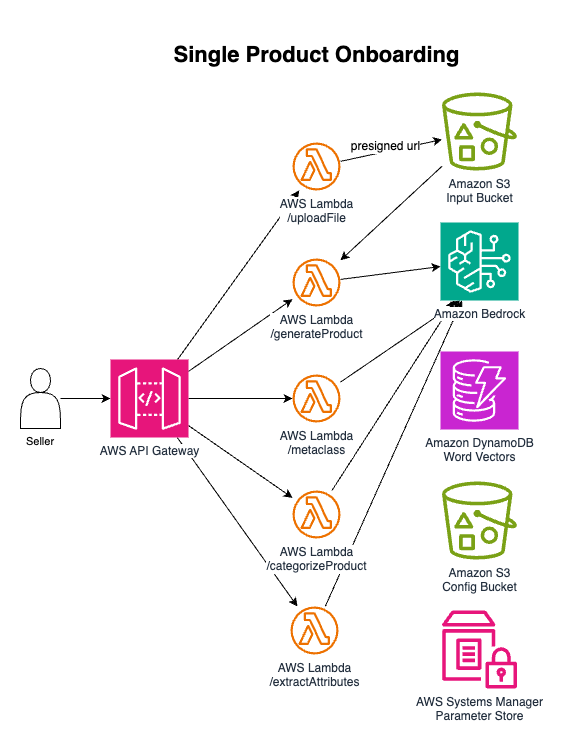 Single Product Onboarding
presigned url
Amazon S3
Input Bucket
AWS Lambda
/uploadFile
Amazon Bedrock
AWS Lambda
/generateProduct
Seller
AWS API Gateway
AWS Lambda
/metaclass
Amazon DynamoDB
Word Vectors
AWS Lambda
/categorizeProduct
Amazon S3
Config Bucket
AWS Lambda
/extractAttributes
AWS Systems Manager
Parameter Store